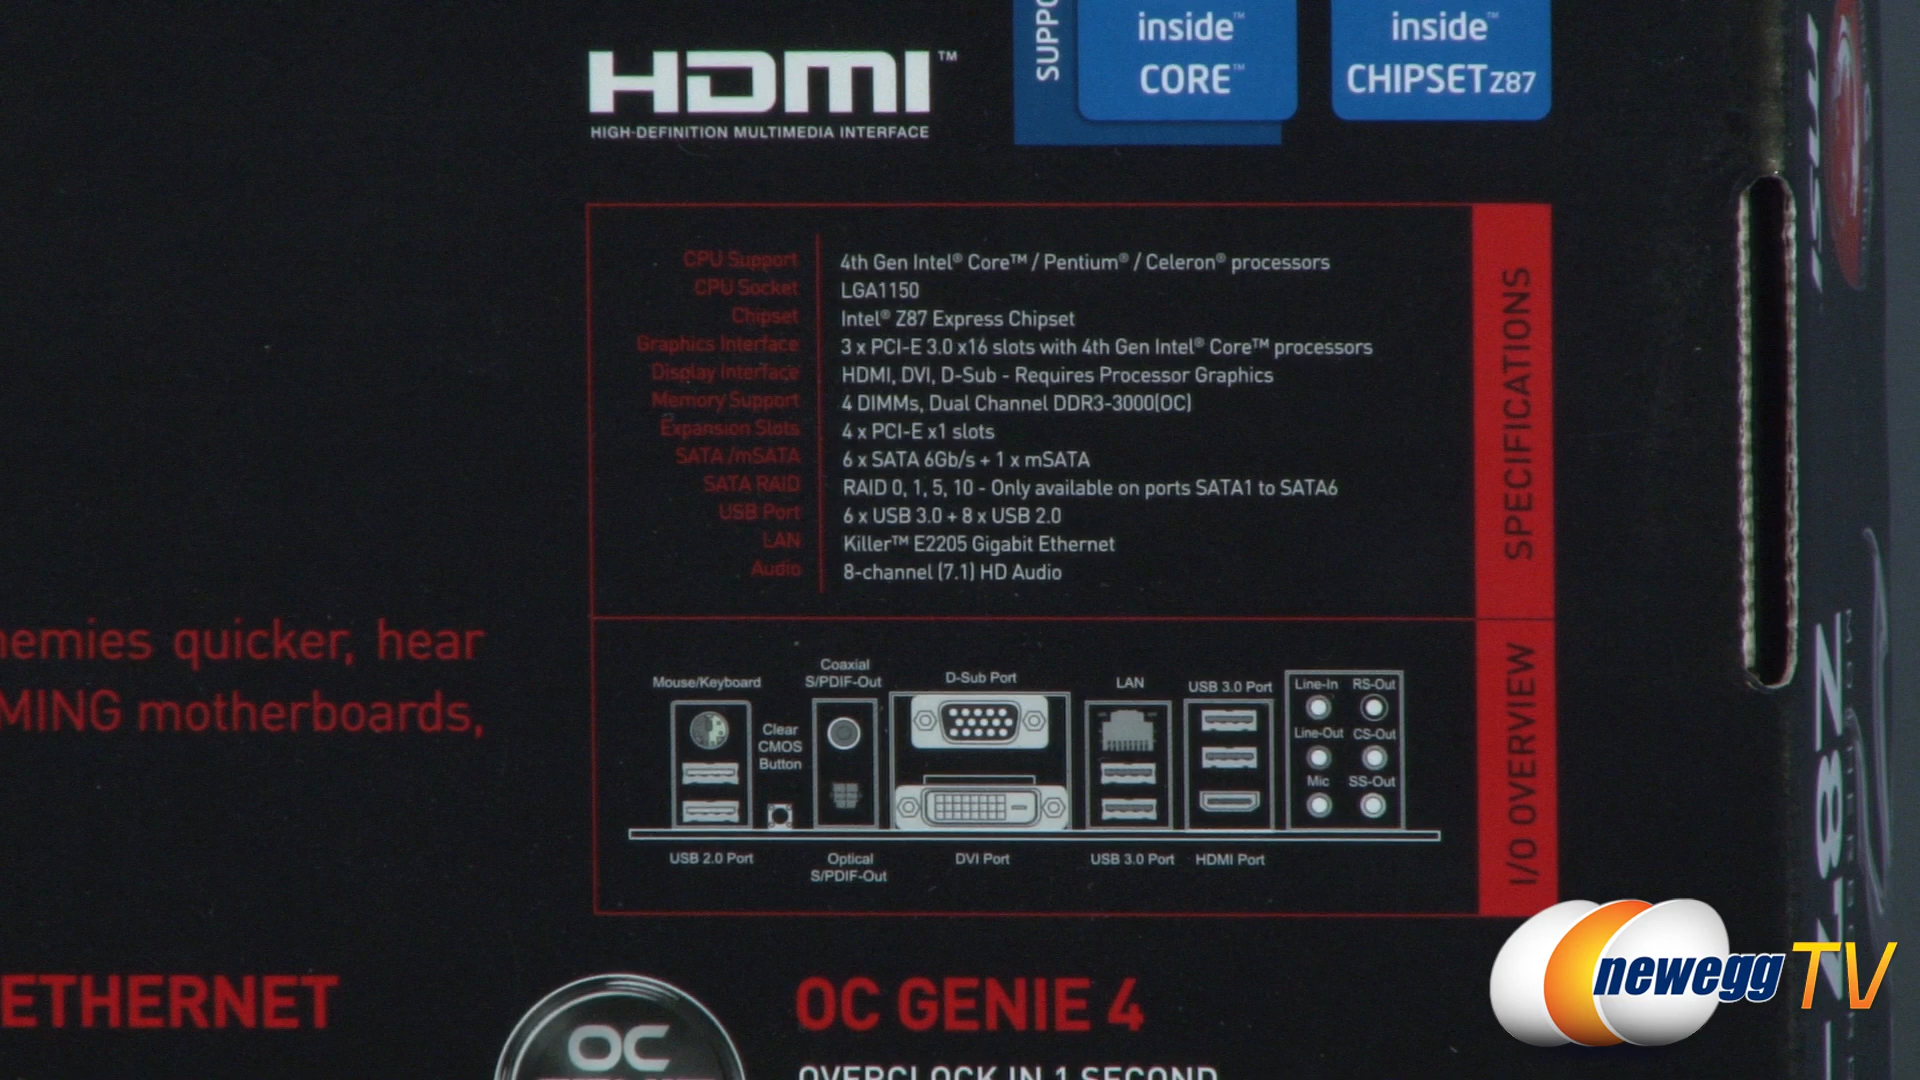 HDMI™
HIGH-DEFINITION MULTIMEDIA INTERFACE
inside™
CORE™
inside™
CHIPSET Z87
CPU Support 4th Gen Intel® Core™ / Pentium® / Celeron® processors
CPU Socket LGA1150
Chipset Intel® Z87 Express Chipset
Graphics Interface 3 x PCI-E 3.0 x16 slots with 4th Gen Intel® Core™ processors
Display Interface HDMI, DVI, D-Sub - Requires Processor Graphics
Memory Support 4 DIMMs, Dual Channel DDR3-3000(OC)
Expansion Slots 4 x PCI-E x1 slots
SATA /mSATA 6 x SATA 6Gb/s + 1 x mSATA
SATA RAID RAID 0, 1, 5, 10 - Only available on ports SATA1 to SATA6
USB Port 6 x USB 3.0 + 8 x USB 2.0
LAN Killer™ E2205 Gigabit Ethernet
Audio 8-channel (7.1) HD Audio
SPECIFICATIONS
quicker, hear
motherboards,
Mouse/Keyboard
Clear
CMOS
Button
USB 2.0 Port
Coaxial
S/PDIF-Out
Optical
S/PDIF-Out
D-Sub Port
DVI Port
LAN
USB 3.0 Port
USB 3.0 Port
HDMI Port
Line-In RS-Out
Line-Out CS-Out
Mic SS-Out
I/O OVERVIEW
ETHERNET
OC
OC GENIE 4
OVERCLOCK IN 1 SECOND
msi
Z87
newegg TV